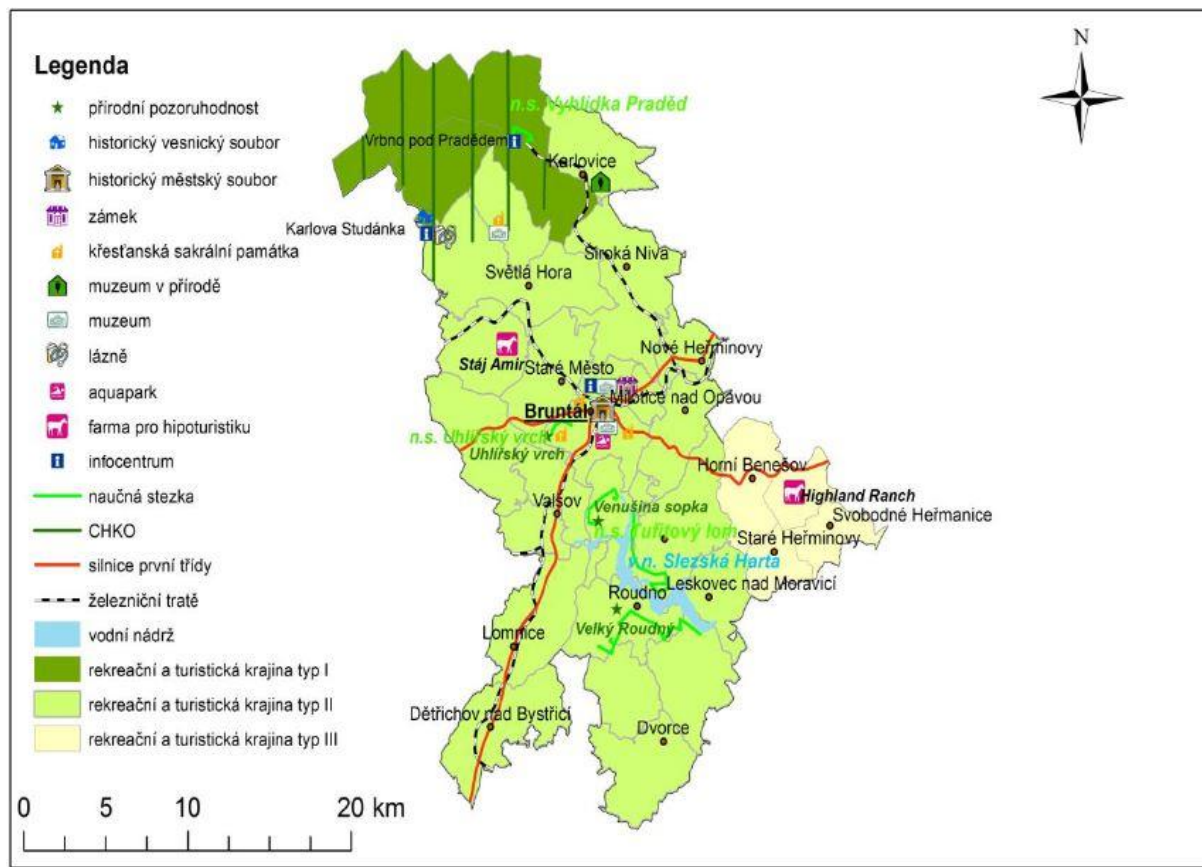 Legenda
přírodní pozoruhodnost
historický vesnický soubor
historický městský soubor
zámek
křesťanská sakrální památka
muzeum v přírodě
muzeum
lázně
aquapark
farma pro hipoturistiku
infocentrum
naučná stezka
CHKO
silnice první třídy
železniční tratě
vodní nádrž
rekreační a turistická krajina typ I
rekreační a turistická krajina typ II
rekreační a turistická krajina typ III
0 5 10 20 km
N
n.s. Vyhlídka Praděd
Vrbno pod Pradědem
Karlovice
Karlova Studánka
Široká Niva
Světlá Hora
Nové Heřminovy
Stáj Amir
Staré Město
Milotice nad Opavou
Bruntál
n.s. Uhlířský vrch
Uhlířský vrch
Horní Benešov
Highland Ranch
Valšov
Venušina sopka
Svobodné Heřmanice
n.s. Tufitový lom
Staré Heřminovy
v.n. Slezská Harta
Leskovec nad Moravicí
Roudno
Velký Roudný
Lomnice
Dětřichov nad Bystřicí
Dvorce